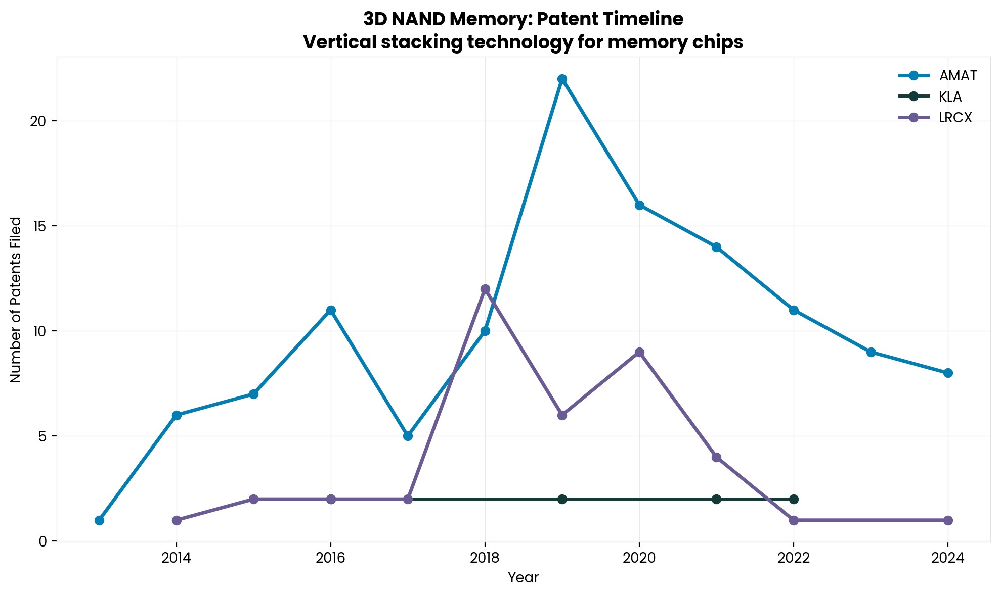 3D NAND Memory: Patent Timeline
Vertical stacking technology for memory chips
AMAT
KLA
LRCX
Number of Patents Filed
20
15
10
5
0
2014
2016
2018
2020
2022
2024
Year